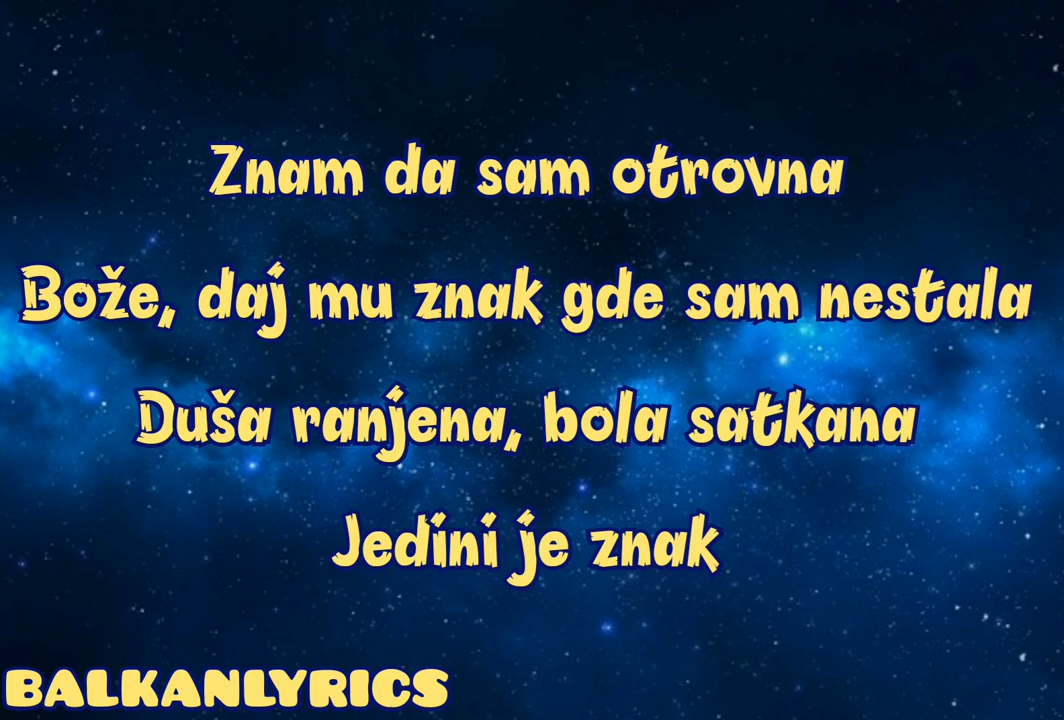 Znam da sam otrovna
Bože, daj mu znak gde sam nestala
Duša ranjena, bola satkana
Jedini je znak
BALKANLYRICS